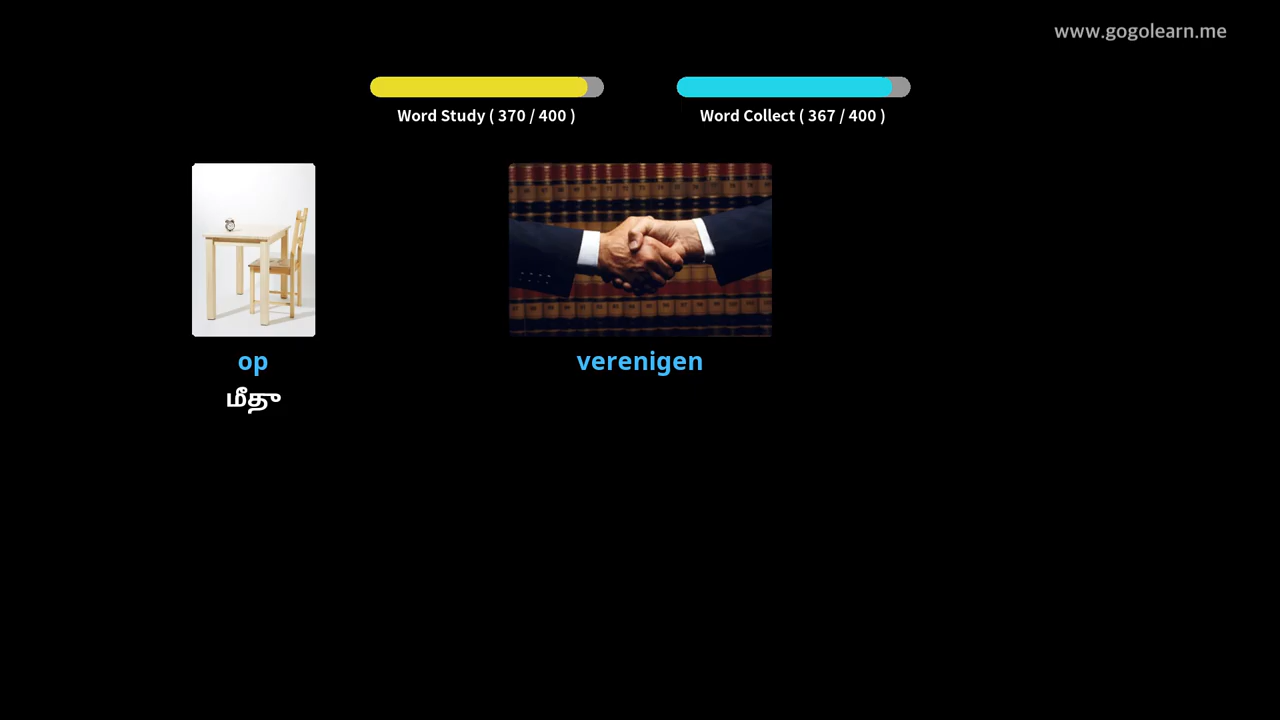 www.gogolearn.me
Word Study ( 370 / 400 )
Word Collect ( 367 / 400 )
op
verenigen
மீது